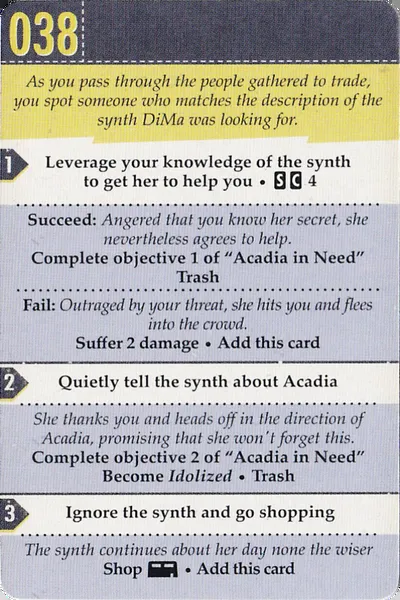 038
As you pass through the people gathered to trade,
you spot someone who matches the description of the
synth DiMa was looking for.
1
Leverage your knowledge of the synth
to get her to help you • S C 4
Succeed: Angered that you know her secret, she
nevertheless agrees to help.
Complete objective 1 of “Acadia in Need”
Trash
Fail: Outraged by your threat, she hits you and flees
into the crowd.
Suffer 2 damage • Add this card
2
Quietly tell the synth about Acadia
She thanks you and heads off in the direction of
Acadia, promising that she won't forget this.
Complete objective 2 of “Acadia in Need”
Become Idolized • Trash
3
Ignore the synth and go shopping
The synth continues about her day none the wiser
Shop • Add this card